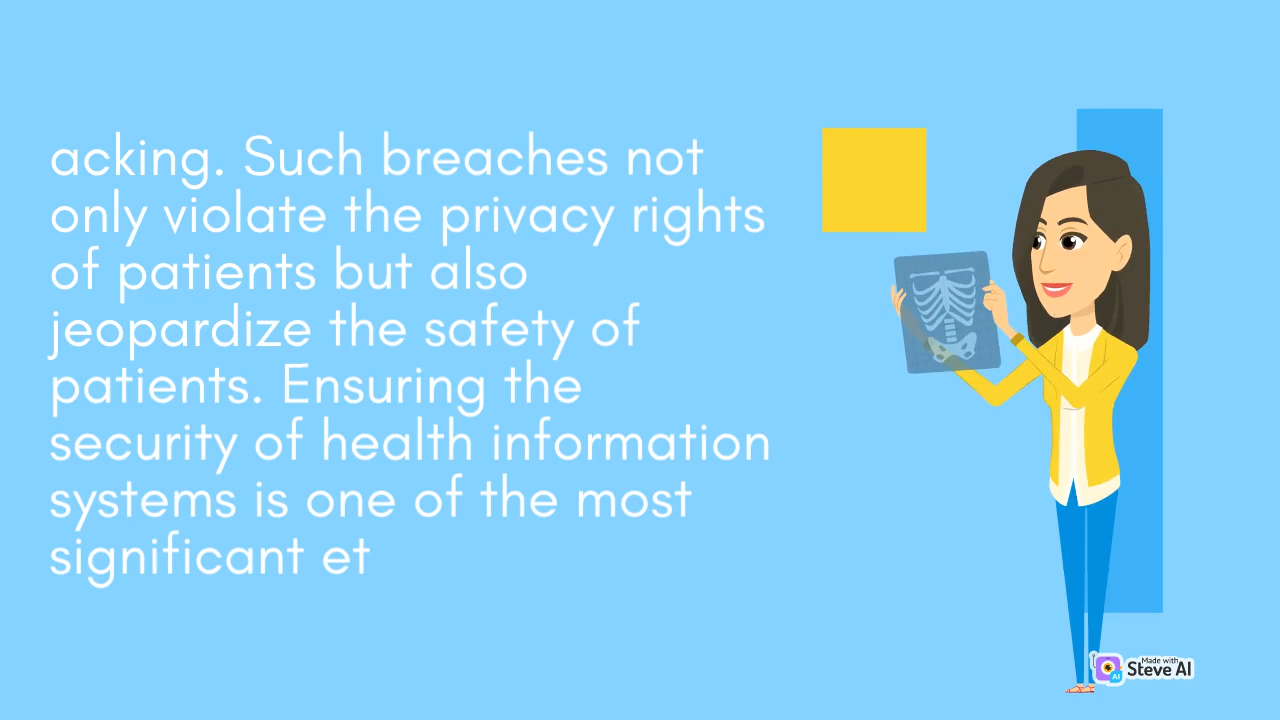 acking. Such breaches not
only violate the privacy rights
of patients but also
jeopardize the safety of
patients. Ensuring the
security of health information
systems is one of the most
significant et
Made with
Steve AI
AI